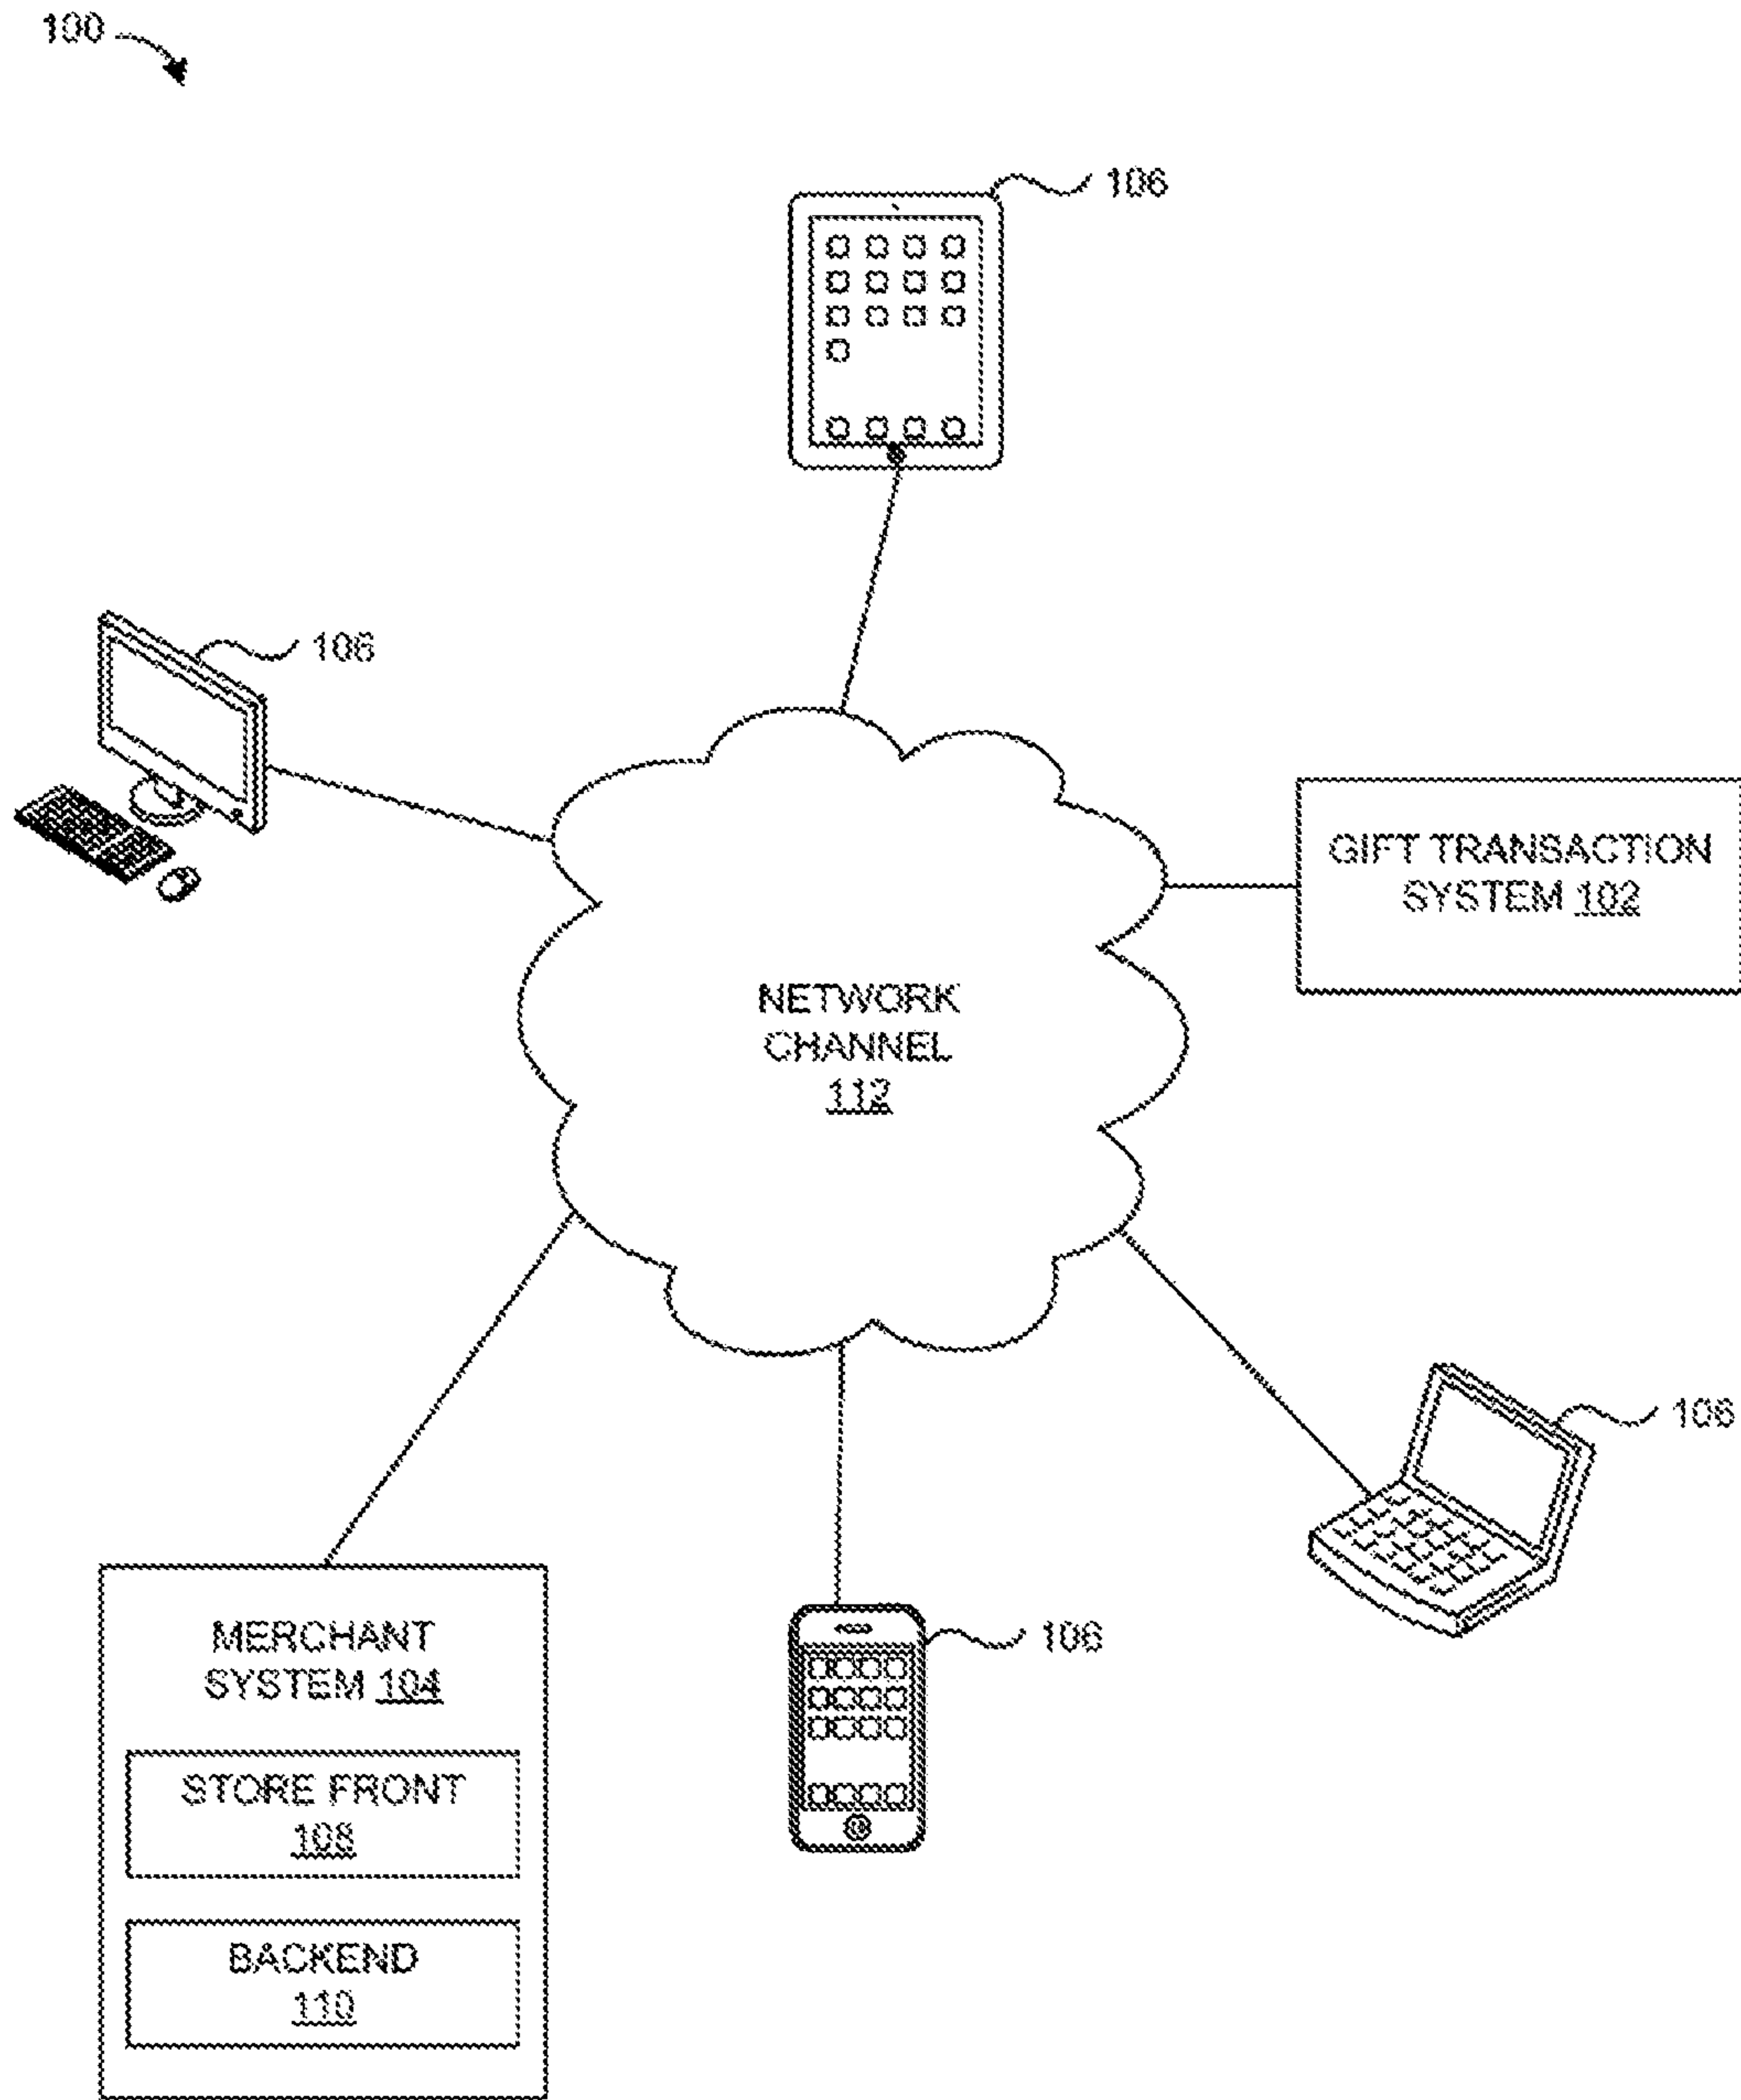 100
106
106
GIFT TRANSACTION
SYSTEM 102
NETWORK
CHANNEL
112
106
106
MERCHANT
SYSTEM 104
STORE FRONT
108
BACKEND
110